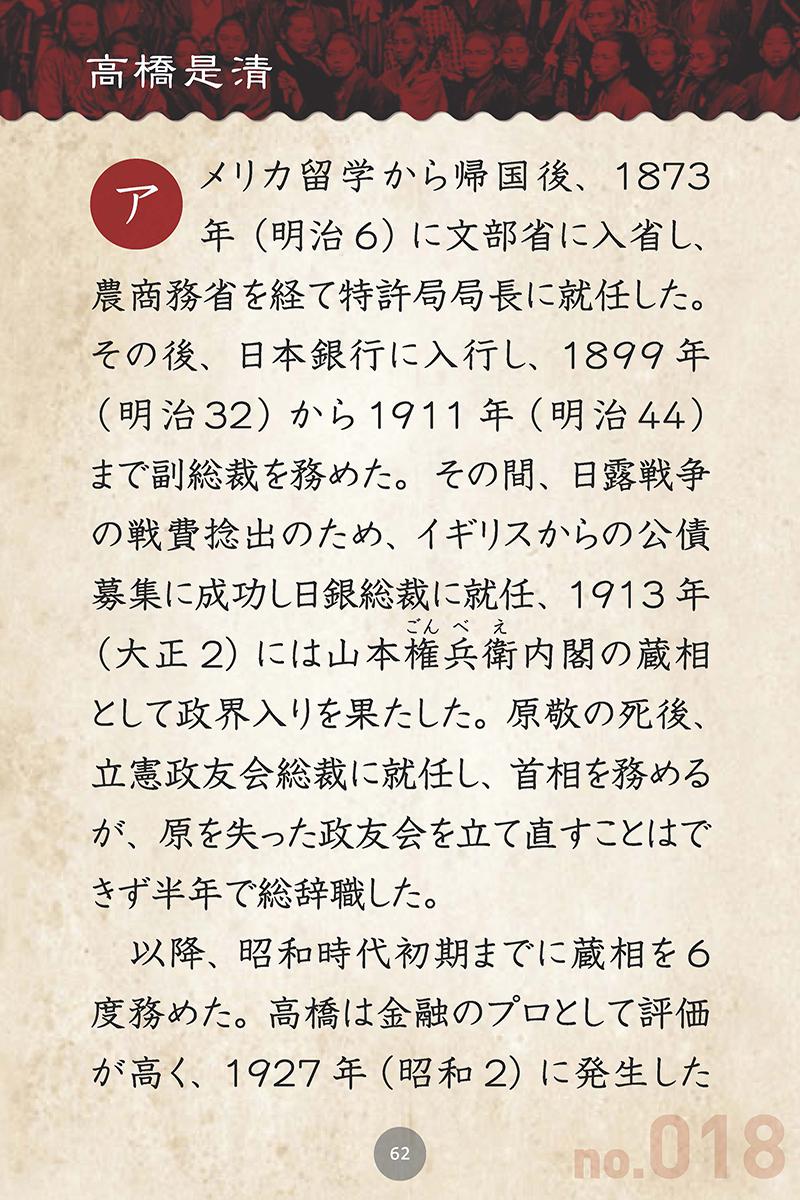 高橋是清
アメリカ留学から帰国後、1873
年（明治6）に文部省に入省し、
農商務省を経て特許局局長に就任した。
その後、日本銀行に入行し、1899年
（明治32）から1911年（明治44）
まで副総裁を務めた。その間、日露戦争
の戦費捻出のため、イギリスからの公債
募集に成功し日銀総裁に就任、1913年
ごんべえ
（大正2）には山本権兵衛内閣の蔵相
として政界入りを果たした。原敬の死後、
立憲政友会総裁に就任し、首相を務める
が、原を失った政友会を立て直すことはで
きず半年で総辞職した。
以降、昭和時代初期までに蔵相を6
度務めた。高橋は金融のプロとして評価
が高く、1927年（昭和2）に発生した
62
no.018